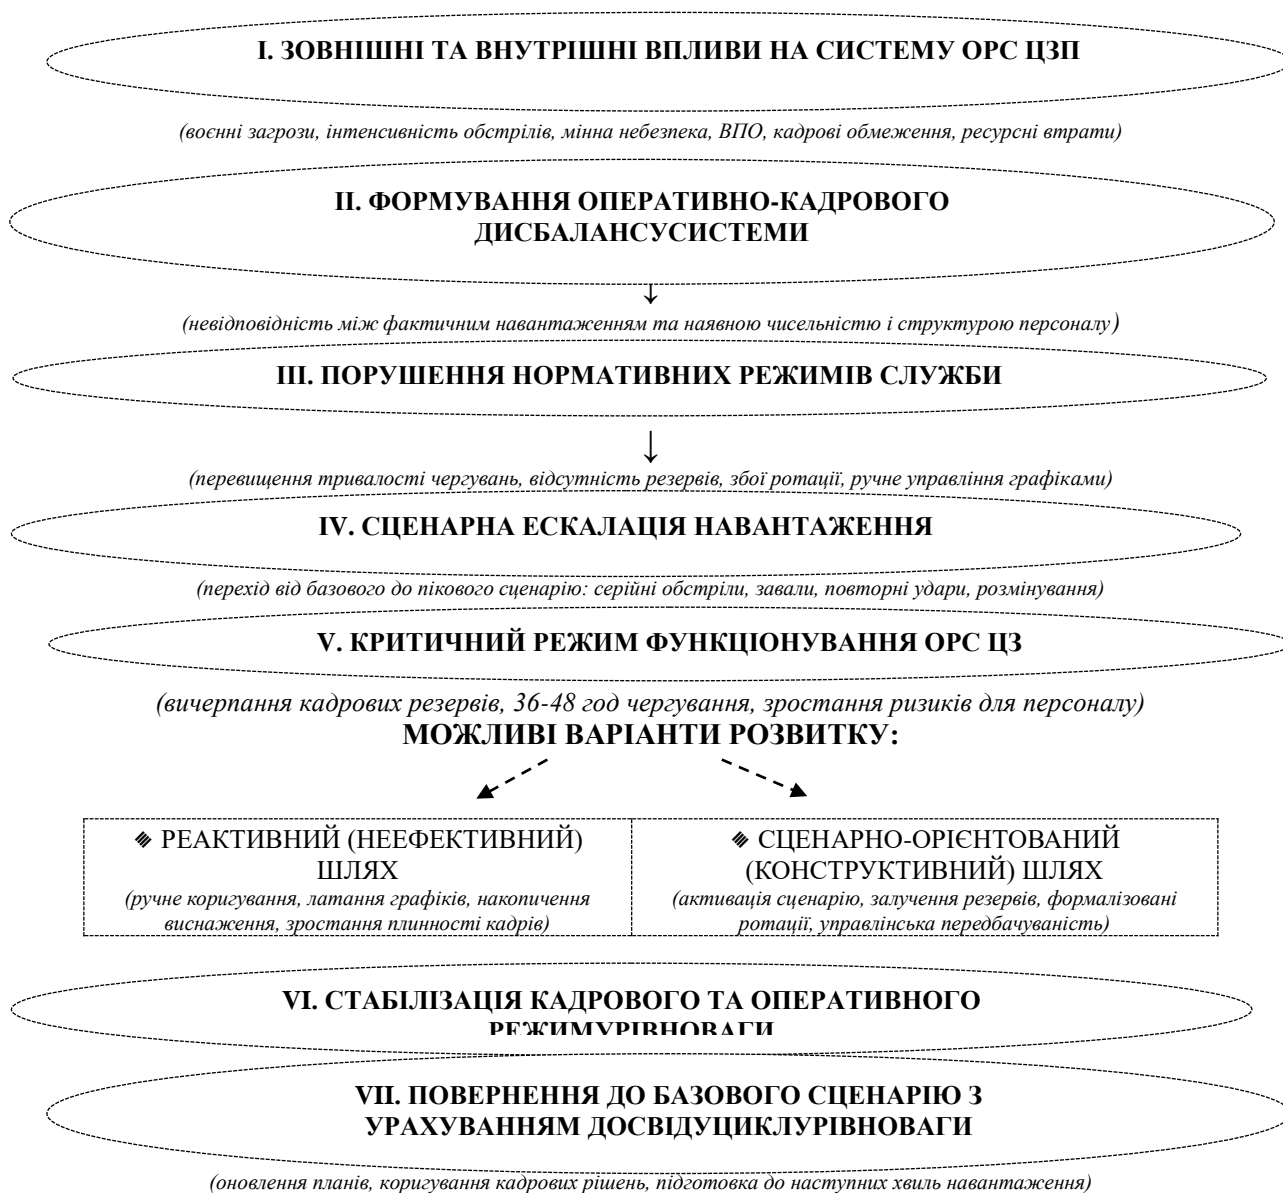 І. ЗОВНІШНІ ТА ВНУТРІШНІ ВПЛИВИ НА СИСТЕМУ ОРС ЦЗП
(воєнні загрози, інтенсивність обстрілів, мінна небезпека, ВПО, кадрові обмеження, ресурсні втрати)
ІІ. ФОРМУВАННЯ ОПЕРАТИВНО-КАДРОВОГО
ДИСБАЛАНСУСИСТЕМИ
↓
(невідповідність між фактичним навантаженням та наявною чисельністю і структурою персоналу)
ІІІ. ПОРУШЕННЯ НОРМАТИВНИХ РЕЖИМІВ СЛУЖБИ
↓
(перевищення тривалості чергувань, відсутність резервів, збої ротації, ручне управління графіками)
IV. СЦЕНАРНА ЕСКАЛАЦІЯ НАВАНТАЖЕННЯ
(перехід від базового до пікового сценарію: серійні обстріли, завали, повторні удари, розмінування)
V. КРИТИЧНИЙ РЕЖИМ ФУНКЦІОНУВАННЯ ОРС ЦЗ
(вичерпання кадрових резервів, 36-48 год чергування, зростання ризиків для персоналу)
МОЖЛИВІ ВАРІАНТИ РОЗВИТКУ:
РЕАКТИВНИЙ (НЕЕФЕКТИВНИЙ)
ШЛЯХ
(ручне коригування, латання графіків, накопичення
виснаження, зростання плинності кадрів)
СЦЕНАРНО-ОРІЄНТОВАНИЙ
(КОНСТРУКТИВНИЙ) ШЛЯХ
(активація сценарію, залучення резервів, формалізовані
ротації, управлінська передбачуваність)
VI. СТАБІЛІЗАЦІЯ КАДРОВОГО ТА ОПЕРАТИВНОГО
РЕЖИМУРІВНОВАГИ
VII. ПОВЕРНЕННЯ ДО БАЗОВОГО СЦЕНАРІЮ З
УРАХУВАННЯМ ДОСВІДУЦИКЛУРІВНОВАГИ
(оновлення планів, коригування кадрових рішень, підготовка до наступних хвиль навантаження)